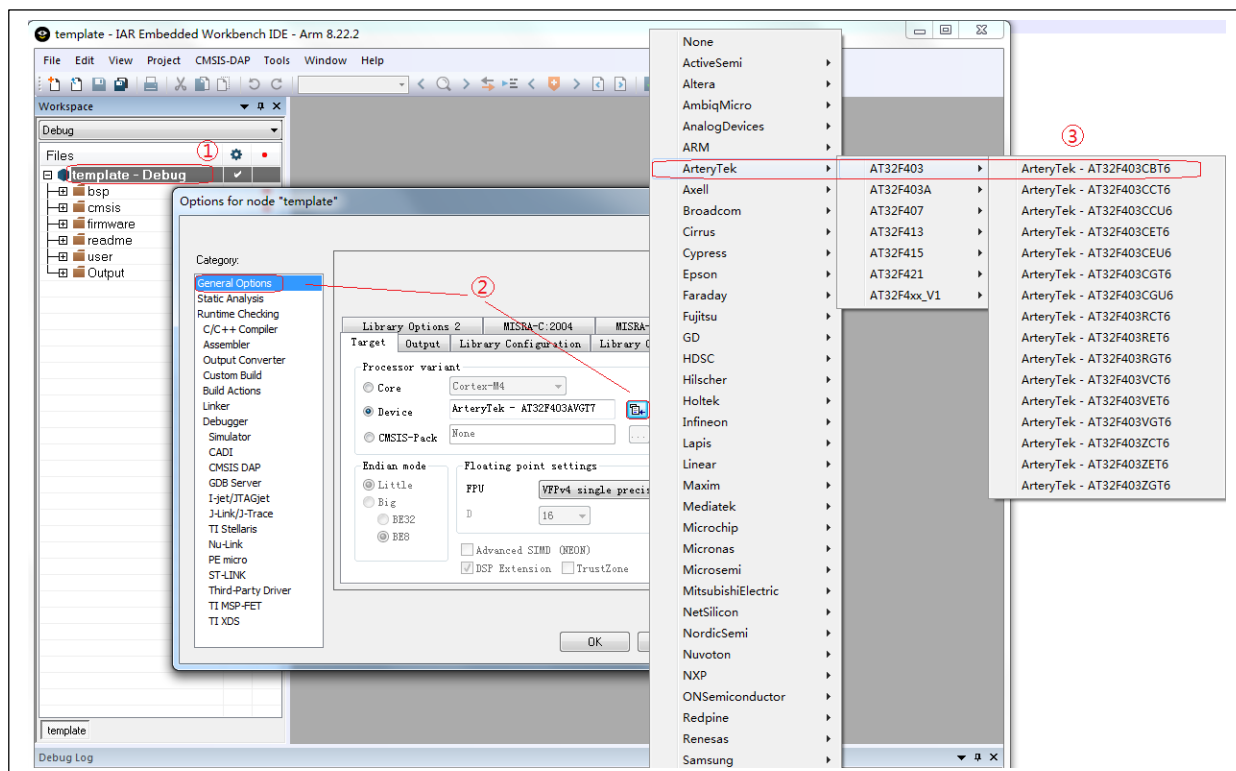 template - IAR Embedded Workbench IDE - Arm 8.22.2
File Edit View Project CMSIS-DAP Tools Window Help
Workspace
Debug
Files
①
template - Debug
bsp
cmsis
firmware
readme
user
Output
template
Debug Log
Options for node "template"
Category:
General Options
Static Analysis
Runtime Checking
C/C++ Compiler
Assembler
Output Converter
Custom Build
Build Actions
Linker
Debugger
Simulator
CADI
CMSIS DAP
GDB Server
I-jet/JTAGjet
J-Link/J-Trace
TI Stellaris
Nu-Link
PE micro
ST-LINK
Third-Party Driver
TI MSP-FET
TI XDS
②
Library Options 2 MISRA-C:2004 MISRA-
Target Output Library Configuration Library O
Processor variant
Core Cortex-M4
Device ArteryTek - AT32F403AVGT7
CMSIS-Pack None ...
Endian mode
Little
Big
BE32
BE8
Floating point settings
FPU VFPv4 single precis
D 16
Advanced SIMD (NEON)
DSP Extension TrustZone
OK
None
ActiveSemi
Altera
AmbiqMicro
AnalogDevices
ARM
ArteryTek
Axell
Broadcom
Cirrus
Cypress
Epson
Faraday
Fujitsu
GD
HDSC
Hilscher
Holtek
Infineon
Lapis
Linear
Maxim
Mediatek
Microchip
Micronas
Microsemi
MitsubishiElectric
NetSilicon
NordicSemi
Nuvoton
NXP
ONSemiconductor
Redpine
Renesas
Samsung
AT32F403
AT32F403A
AT32F407
AT32F413
AT32F415
AT32F421
AT32F4xx_V1
③
ArteryTek - AT32F403CBT6
ArteryTek - AT32F403CCT6
ArteryTek - AT32F403CCU6
ArteryTek - AT32F403CET6
ArteryTek - AT32F403CEU6
ArteryTek - AT32F403CGT6
ArteryTek - AT32F403CGU6
ArteryTek - AT32F403RCT6
ArteryTek - AT32F403RET6
ArteryTek - AT32F403RGT6
ArteryTek - AT32F403VCT6
ArteryTek - AT32F403VET6
ArteryTek - AT32F403VGT6
ArteryTek - AT32F403ZCT6
ArteryTek - AT32F403ZET6
ArteryTek - AT32F403ZGT6